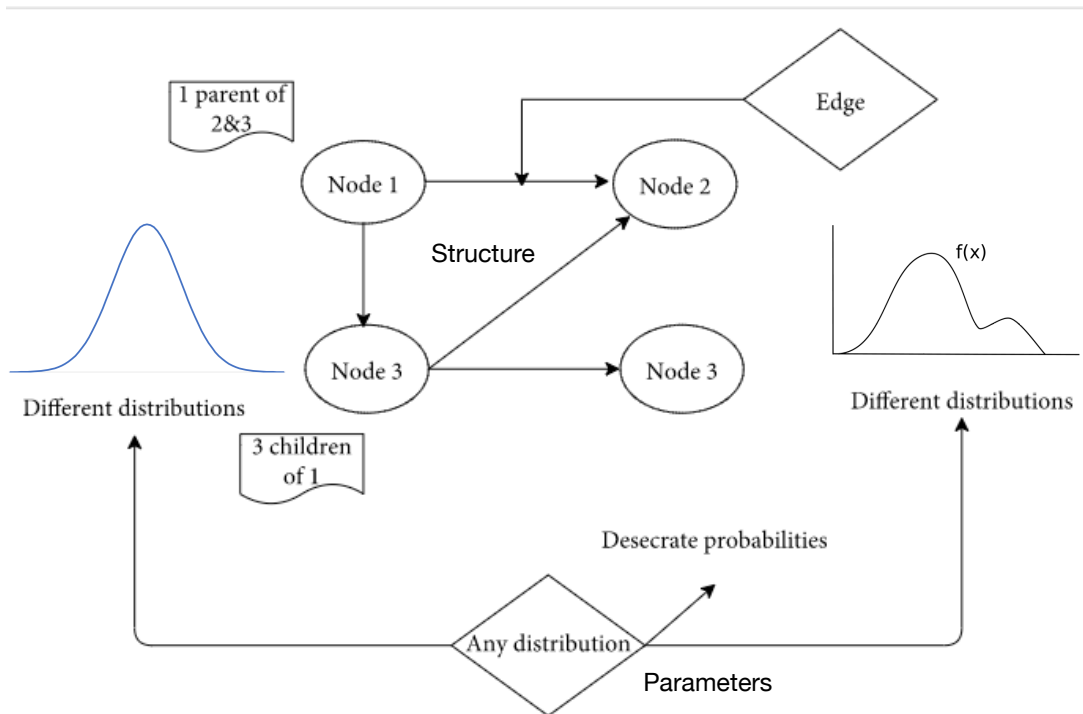 1 parent of
2&3
Edge
Node 1
Node 2
Structure
f(x)
Node 3
Node 3
Different distributions
Different distributions
3 children
of 1
Desecrate probabilities
Any distribution
Parameters